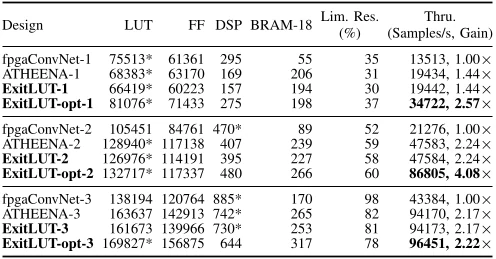 Design LUT FF DSP BRAM-18 Lim. Res. (%) Thru. (Samples/s, Gain)
fpgaConvNet-1 75513* 61361 295 55 35 13513, 1.00×
ATHEENA-1 68383* 63170 169 206 31 19434, 1.44×
ExitLUT-1 66419* 60223 157 194 30 19442, 1.44×
ExitLUT-opt-1 81076* 71433 275 198 37 34722, 2.57×
fpgaConvNet-2 105451 84761 470* 89 52 21276, 1.00×
ATHEENA-2 128940* 117138 407 239 59 47583, 2.24×
ExitLUT-2 126976* 114191 395 227 58 47584, 2.24×
ExitLUT-opt-2 132717* 117337 480 266 60 86805, 4.08×
fpgaConvNet-3 138194 120764 885* 170 98 43384, 1.00×
ATHEENA-3 163637 142913 742* 265 82 94170, 2.17×
ExitLUT-3 161673 139966 730* 253 81 94173, 2.17×
ExitLUT-opt-3 169827* 156875 644 317 78 96451, 2.22×